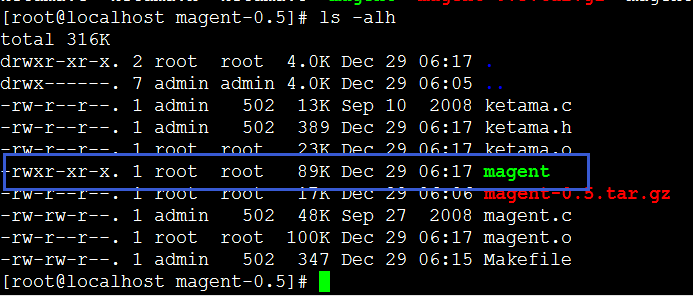 [root@localhost magent-0.5]# ls -alh
total 316K
drwxr-xr-x. 2 root  root  4.0K Dec 29 06:17 .
drwx------. 7 admin admin 4.0K Dec 29 06:05 ..
-rw-r--r--. 1 admin   502  13K Sep 10  2008 ketama.c
-rw-r--r--. 1 admin   502  389 Dec 29 06:17 ketama.h
-rw-r--r--. 1 root  root   23K Dec 29 06:17 ketama.o
-rwxr-xr-x. 1 root  root   89K Dec 29 06:17 magent
-rw-r--r--. 1 root  root   17K Dec 29 06:06 magent-0.5.tar.gz
-rw-rw-r--. 1 admin   502  48K Sep 27  2008 magent.c
-rw-r--r--. 1 root  root  100K Dec 29 06:17 magent.o
-rw-rw-r--. 1 admin   502  347 Dec 29 06:15 Makefile
[root@localhost magent-0.5]#